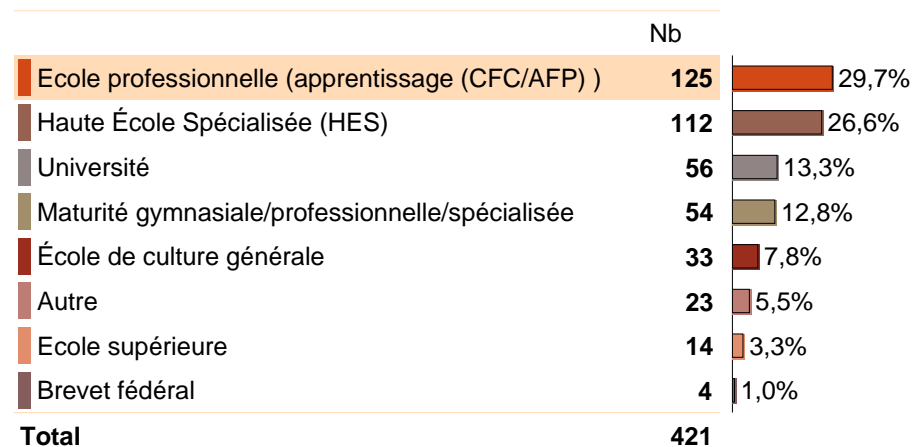 Nb
Ecole professionnelle (apprentissage (CFC/AFP) ) 125 29,7%
Haute École Spécialisée (HES) 112 26,6%
Université 56 13,3%
Maturité gymnasiale/professionnelle/spécialisée 54 12,8%
École de culture générale 33 7,8%
Autre 23 5,5%
Ecole supérieure 14 3,3%
Brevet fédéral 4 1,0%
Total 421